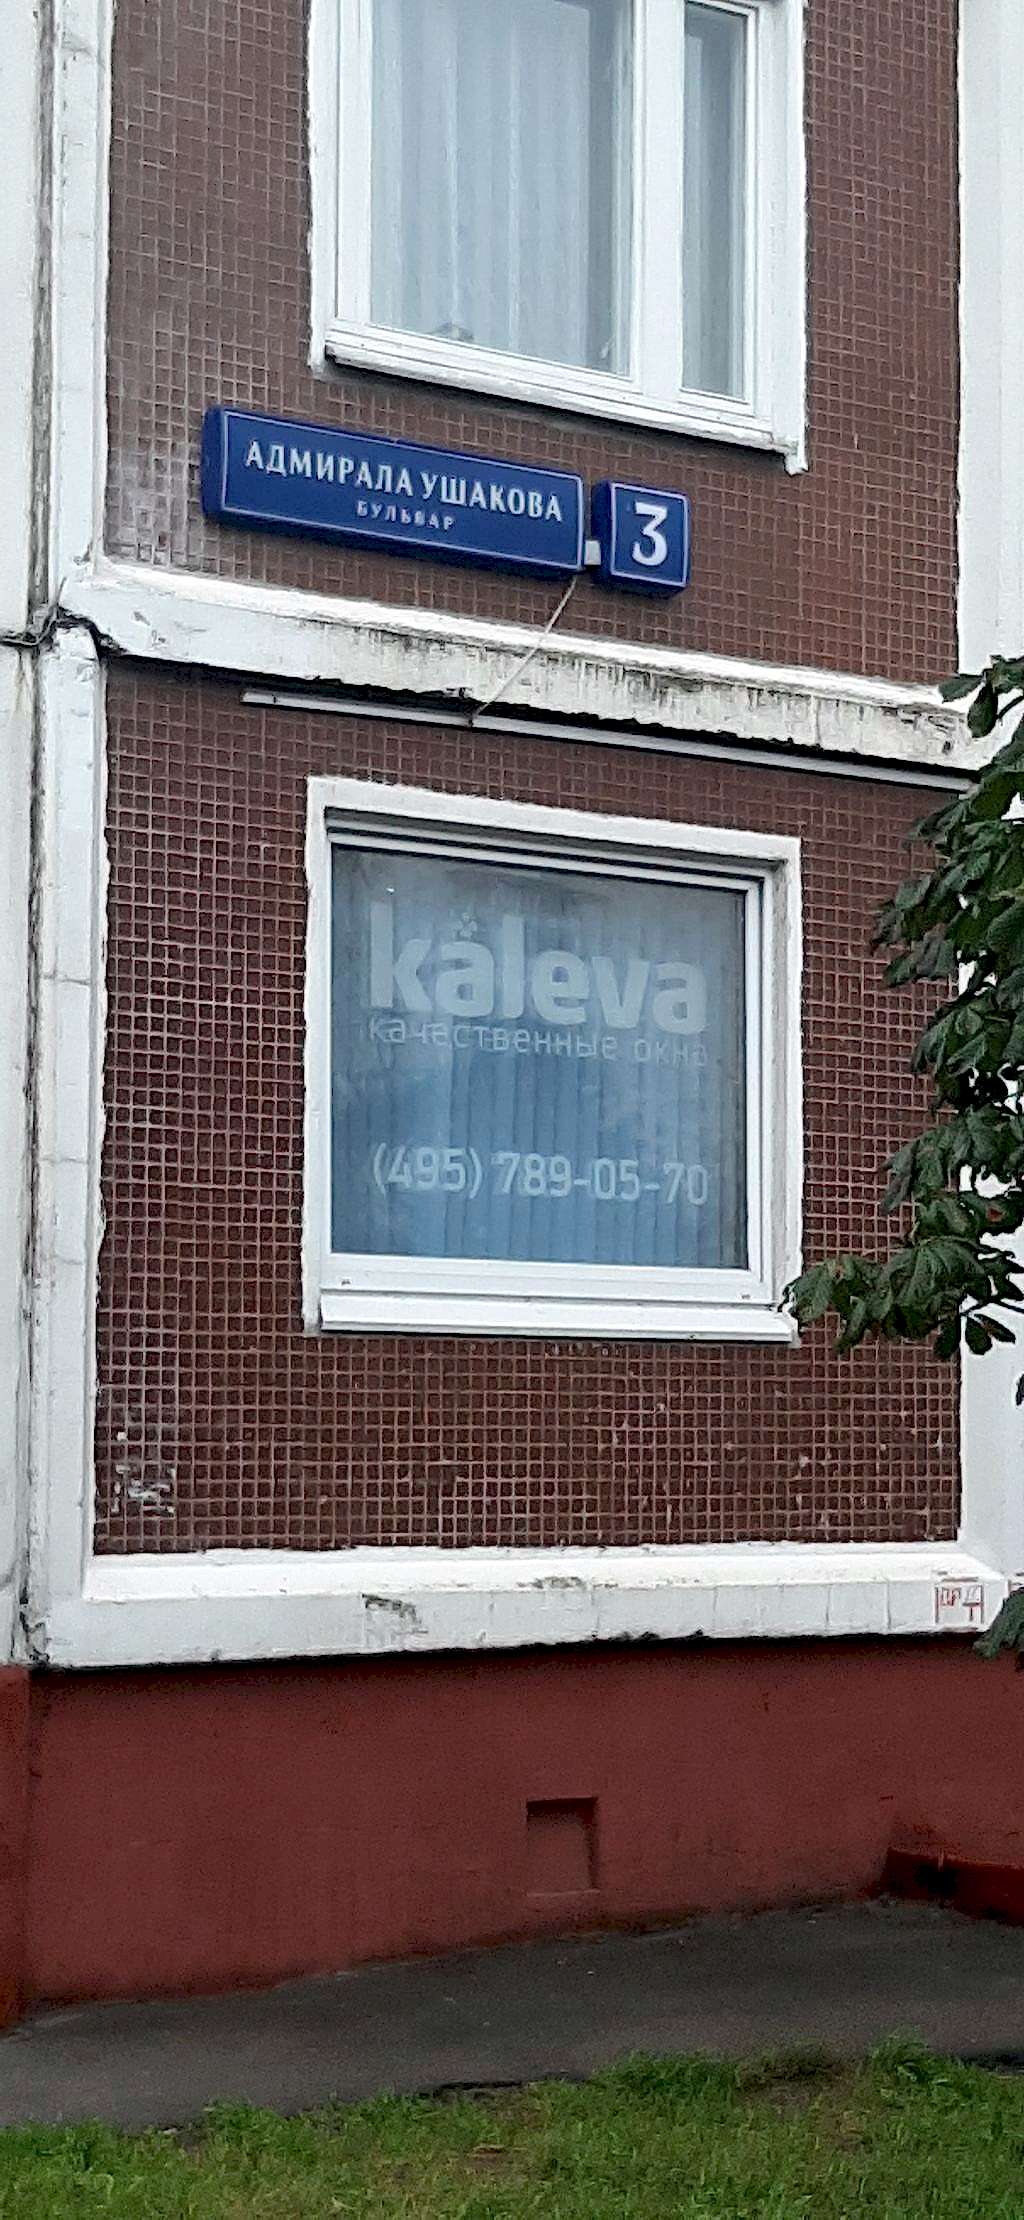 АДМИРАЛА УШАКОВА
БУЛЬВАР
3
kaleva
качественные окна
(495) 789-05-70